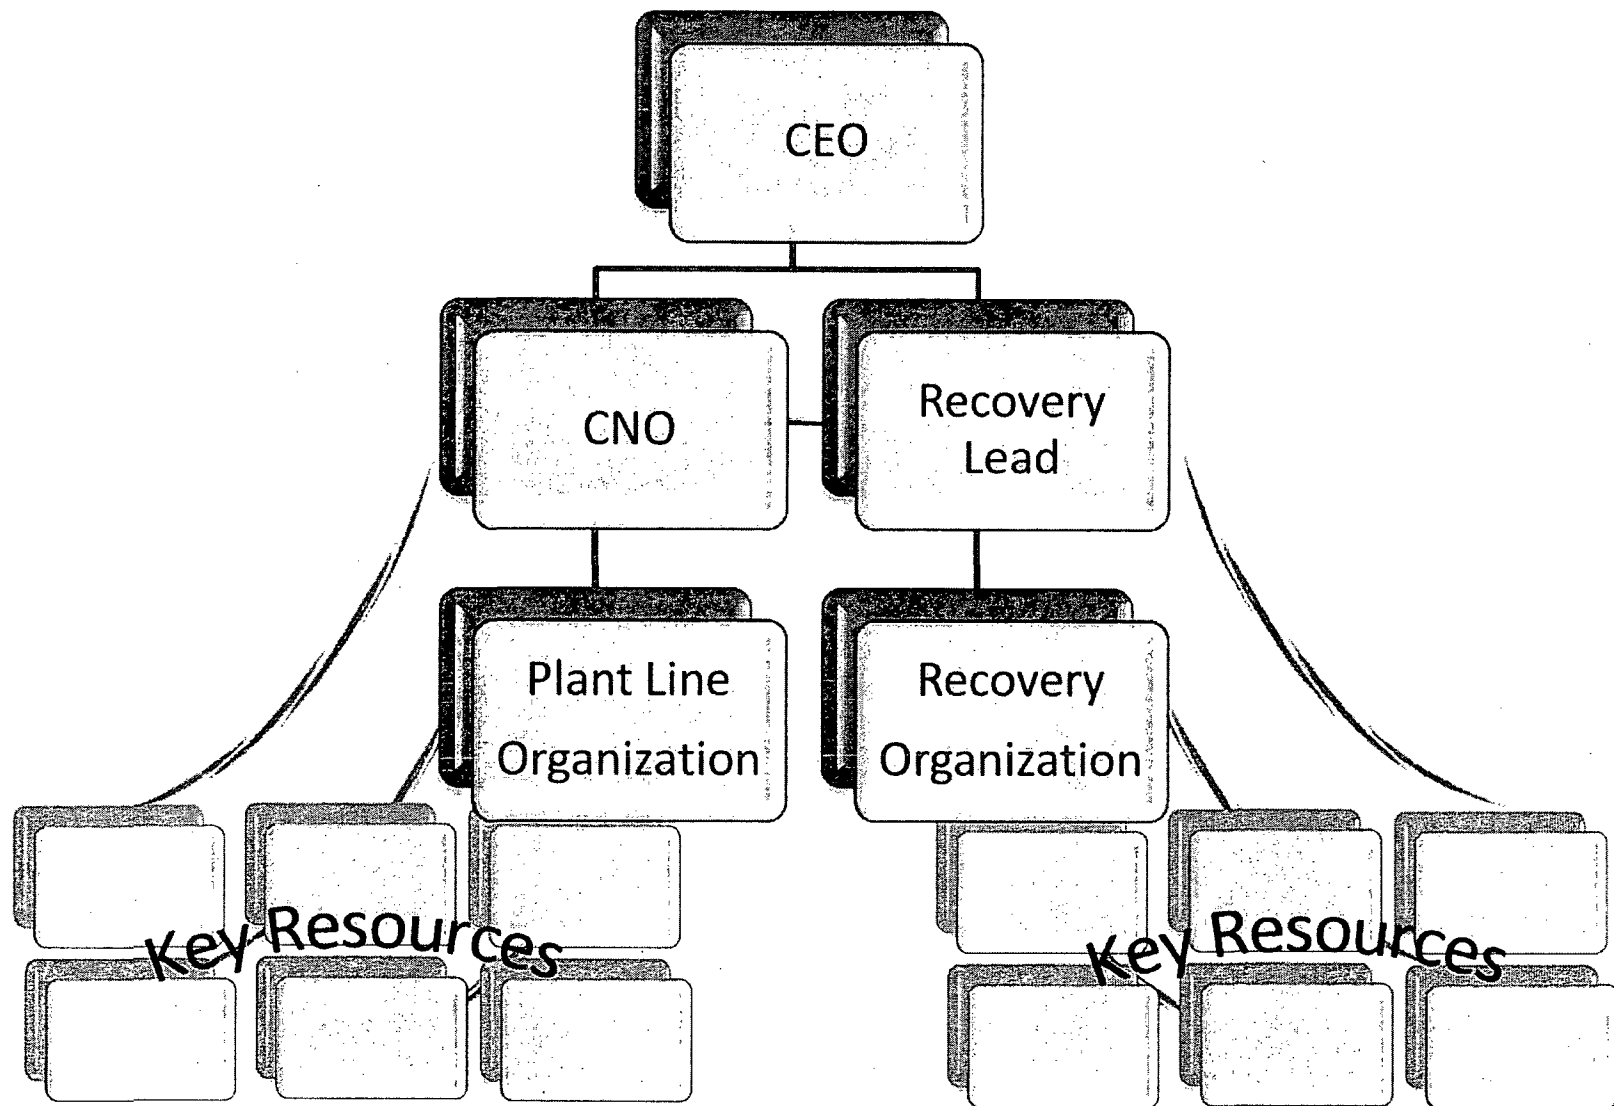 CEO
CNO
Recovery
Lead
Plant Line
Organization
Recovery
Organization
Key Resources
Key Resources